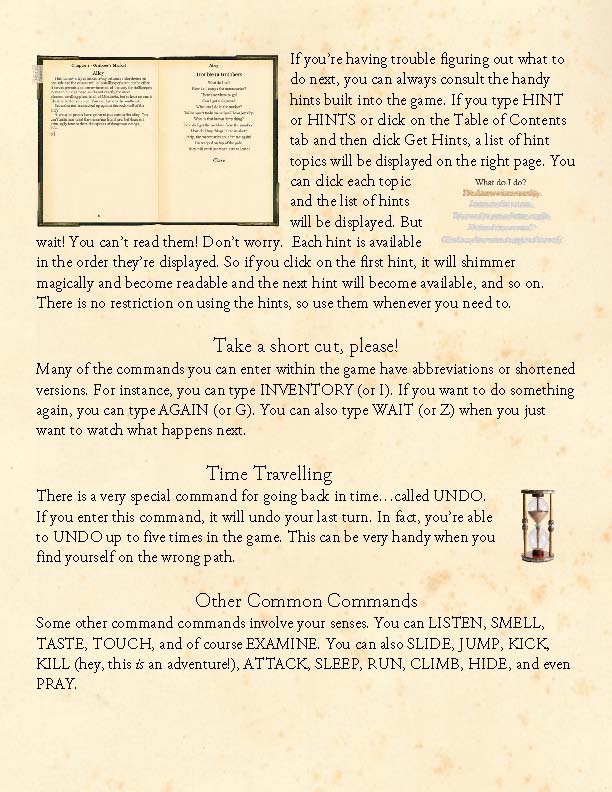 Chapter 1 - Grubber's Market
Alley
Alley
Trouble in Grubbers
What do I do?
Close
If you're having trouble figuring out what to
do next, you can always consult the handy
hints built into the game. If you type HINT
or HINTS or click on the Table of Contents
tab and then click Get Hints, a list of hint
topics will be displayed on the right page. You
can click each topic
and the list of hints
will be displayed. But
What do I do?
wait! You can't read them! Don't worry. Each hint is available
in the order they're displayed. So if you click on the first hint, it will shimmer
magically and become readable and the next hint will become available, and so on.
There is no restriction on using the hints, so use them whenever you need to.
Take a short cut, please!
Many of the commands you can enter within the game have abbreviations or shortened
versions. For instance, you can type INVENTORY (or I). If you want to do something
again, you can type AGAIN (or G). You can also type WAIT (or Z) when you just
want to watch what happens next.
Time Travelling
There is a very special command for going back in time…called UNDO.
If you enter this command, it will undo your last turn. In fact, you're able
to UNDO up to five times in the game. This can be very handy when you
find yourself on the wrong path.
Other Common Commands
Some other command commands involve your senses. You can LISTEN, SMELL,
TASTE, TOUCH, and of course EXAMINE. You can also SLIDE, JUMP, KICK,
KILL (hey, this is an adventure!), ATTACK, SLEEP, RUN, CLIMB, HIDE, and even
PRAY.